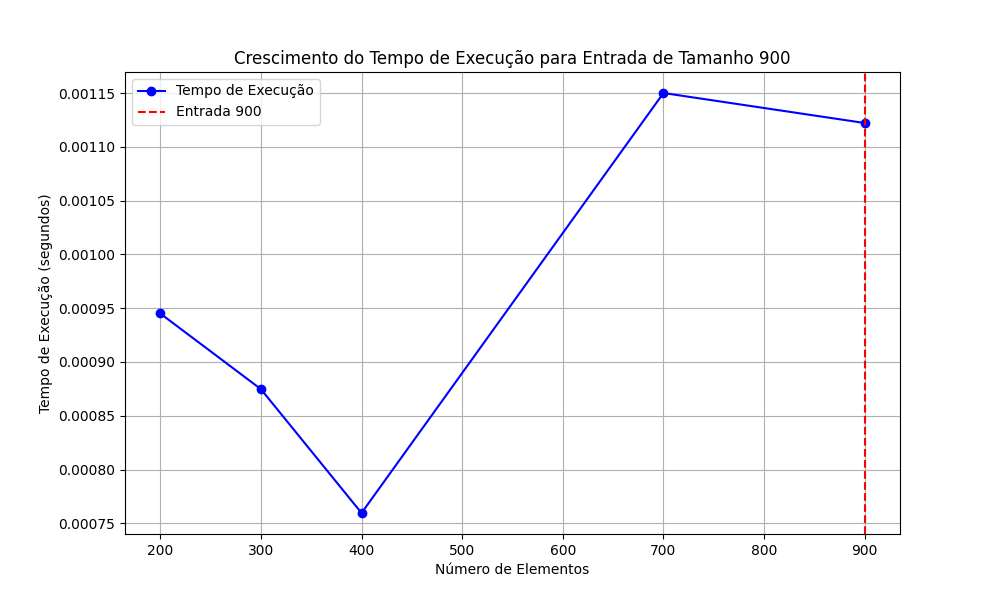 Crescimento do Tempo de Execução para Entrada de Tamanho 900
Tempo de Execução
Entrada 900
0.00115
0.00110
0.00105
0.00100
0.00095
0.00090
0.00085
0.00080
0.00075
Tempo de Execução (segundos)
200 300 400 500 600 700 800 900
Número de Elementos